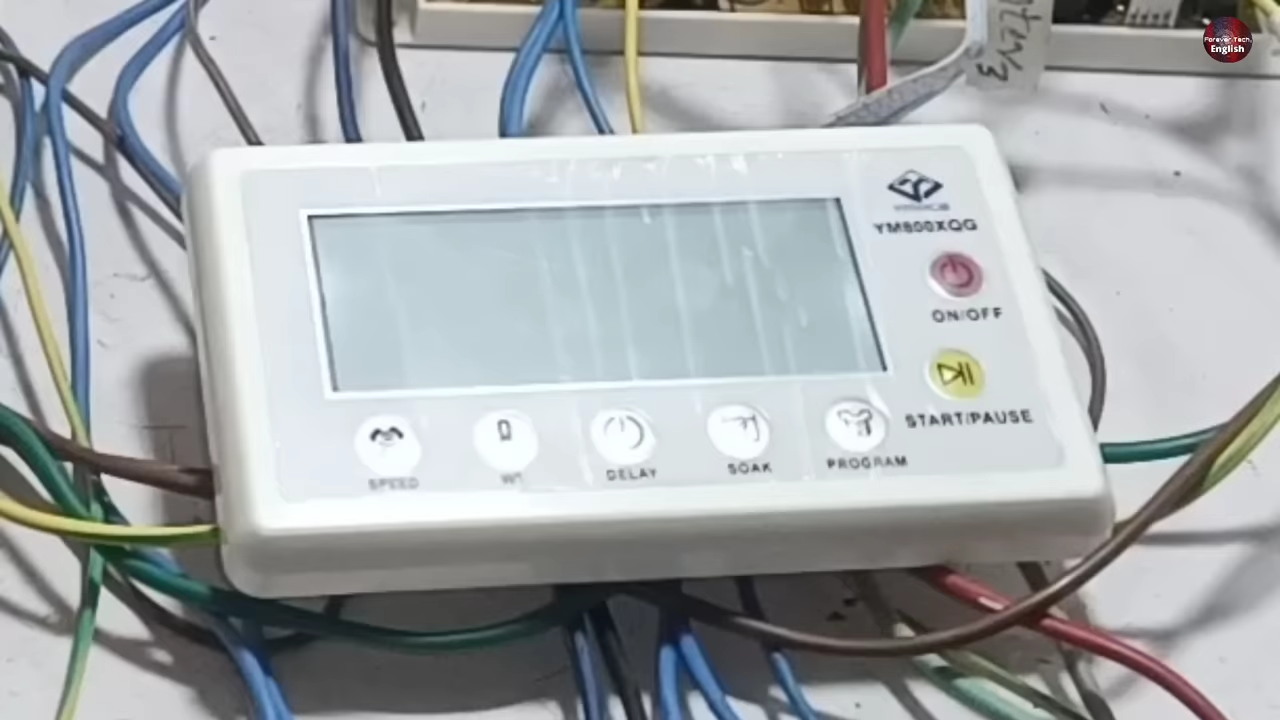 Forever Tech.
English
YM800XQG
ON/OFF
START/PAUSE
SPEED
DELAY
SOAK
PROGRAM